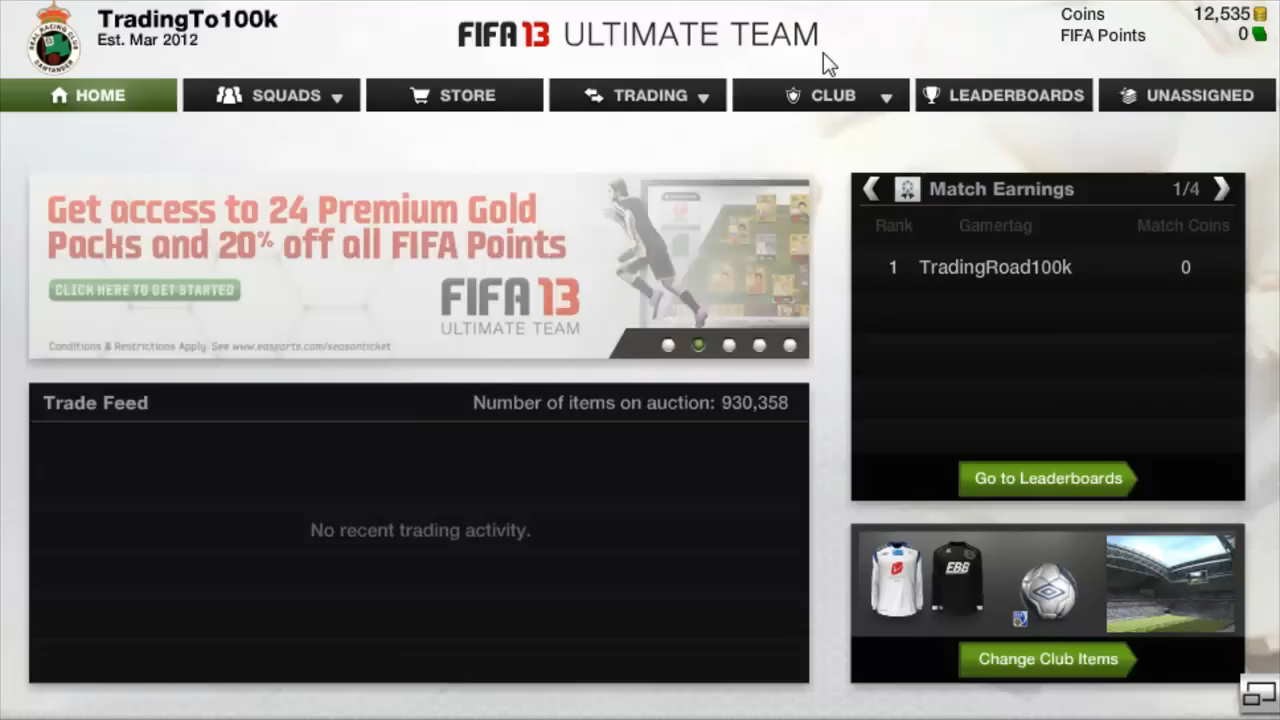 TradingTo100k
Est. Mar 2012
FIFA 13 ULTIMATE TEAM
Coins 12,535
FIFA Points 0
HOME SQUADS STORE TRADING CLUB LEADERBOARDS UNASSIGNED
Get access to 24 Premium Gold
Packs and 20% off all FIFA Points
CLICK HERE TO GET STARTED
FIFA 13
ULTIMATE TEAM
Conditions & Restrictions Apply. See www.easports.com/seasonticket
Match Earnings 1/4
Rank Gamertag Match Coins
1 TradingRoad100k 0
Go to Leaderboards
Trade Feed Number of items on auction: 930,358
No recent trading activity.
EBB
Change Club Items